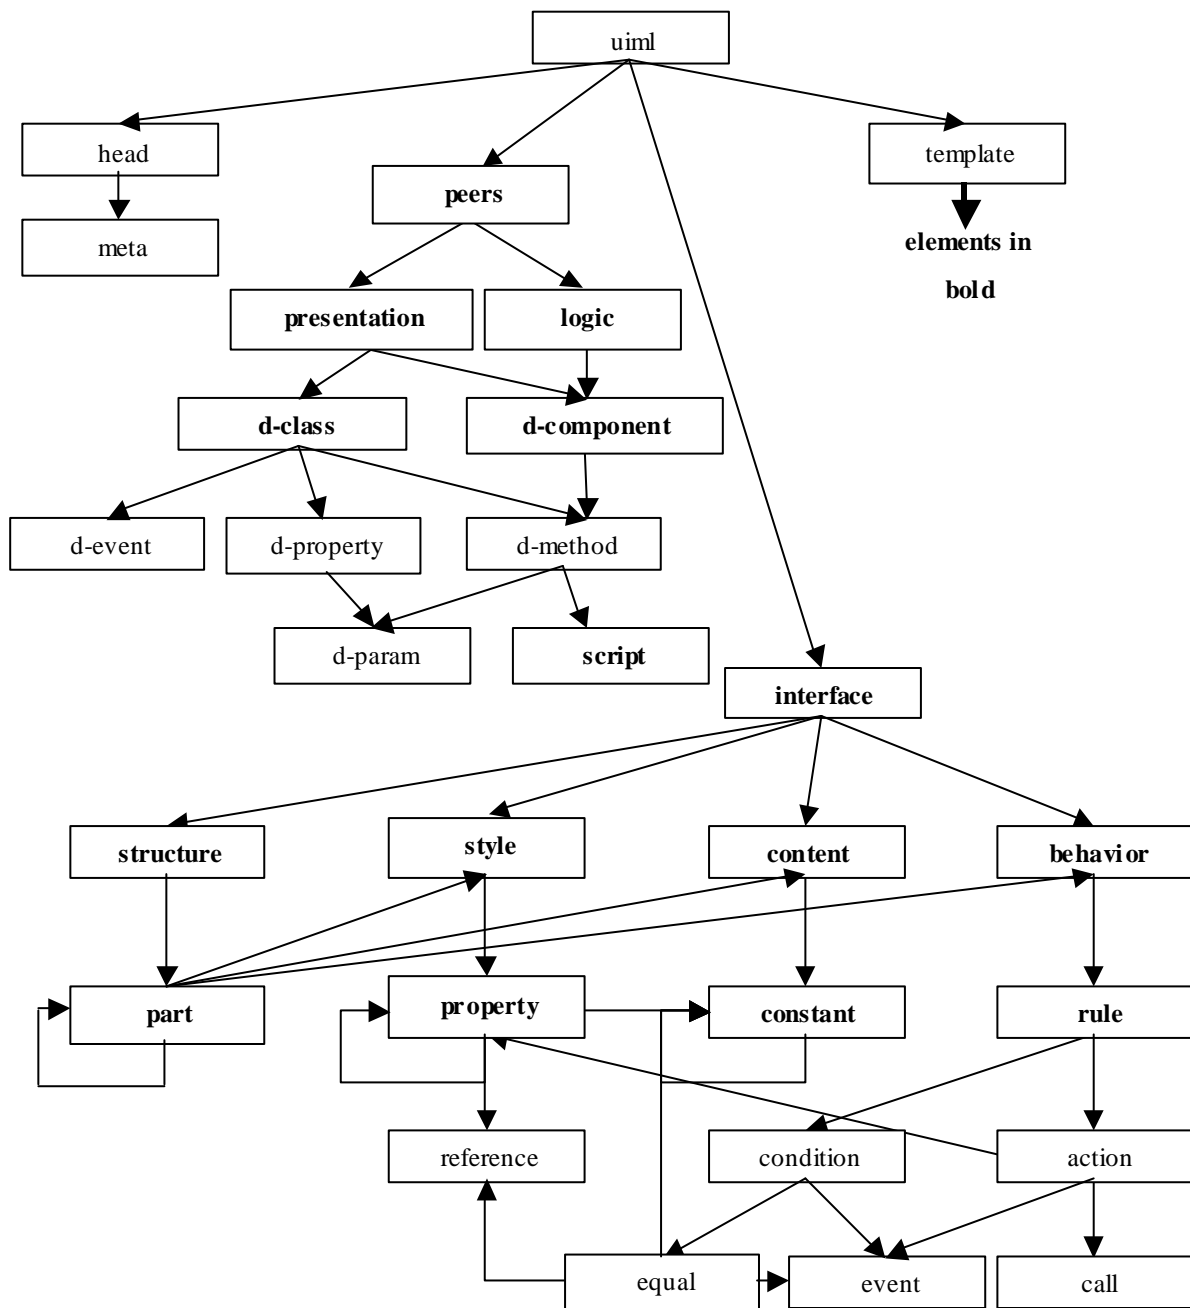 uiml
head
template
peers
meta
elements in
bold
presentation
logic
d-class
d-component
d-event
d-property
d-method
d-param
script
interface
structure
style
content
behavior
part
property
constant
rule
reference
condition
action
equal
event
call